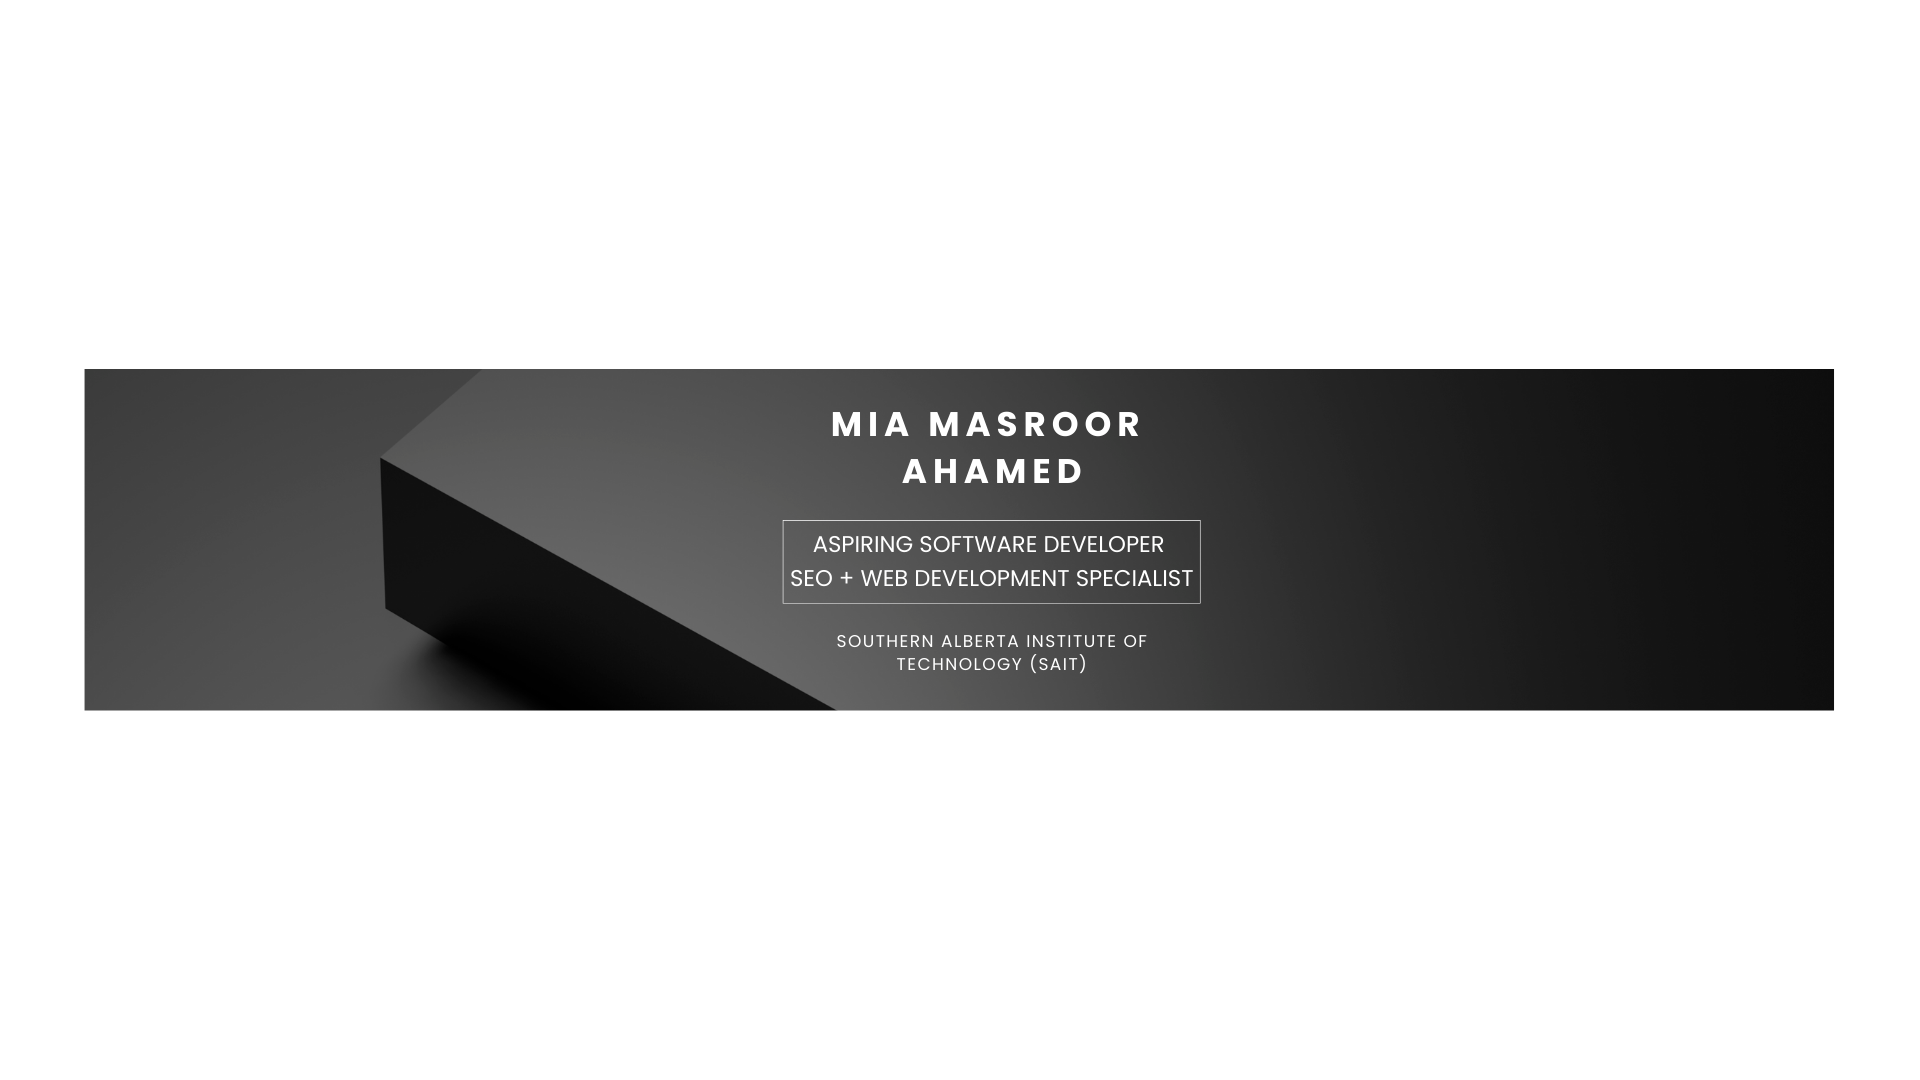 MIA MASROOR
AHAMED
ASPIRING SOFTWARE DEVELOPER
SEO + WEB DEVELOPMENT SPECIALIST
SOUTHERN ALBERTA INSTITUTE OF
TECHNOLOGY (SAIT)